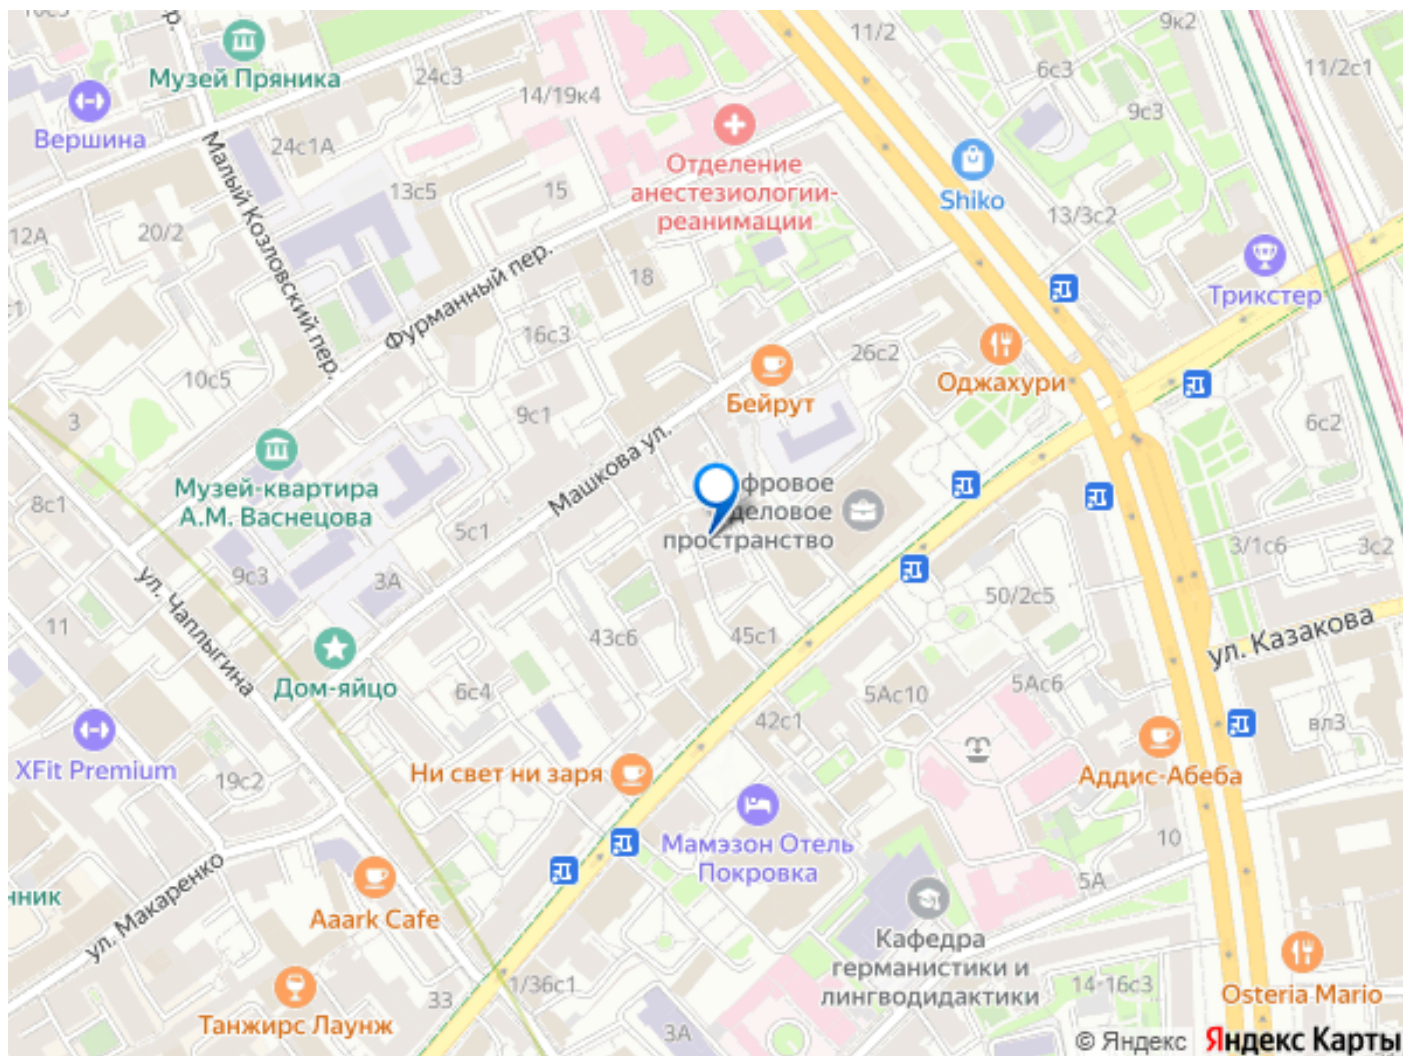 10с5
пер.
Музей Пряника
24с3
14/19к4
11/2
9к2
6с3
11/2с1
9с3
Вершина
24с1А
Отделение
анестезиологии-
реанимации
Shiko
13/3с2
13с5
15
12А
20/2
Малый Козловский пер.
Фурманный пер.
18
Трикстер
16с3
26с2
Оджахури
Бейрут
10с5
9с1
3
6с2
Машкова ул.
Музей-квартира
А.М. Васнецова
8с1
5с1
фровое
деловое
пространство
3/1с6
3с2
9с3
3А
ул. Чаплыгина
50/2с5
11
43с6
45с1
ул. Казакова
Дом-яйцо
6с4
5Ас10
5Ас6
42с1
вл3
XFit Premium
19с2
Ни свет ни заря
Аддис-Абеба
Мамэзон Отель
Покровка
10
5А
ул. Макаренко
нник
Aaark Cafe
Кафедра
германистики и
лингводидактики
1/36с1
33
14-16с3
Танжирс Лаунж
3А
Osteria Mario
© Яндекс Яндекс Карты